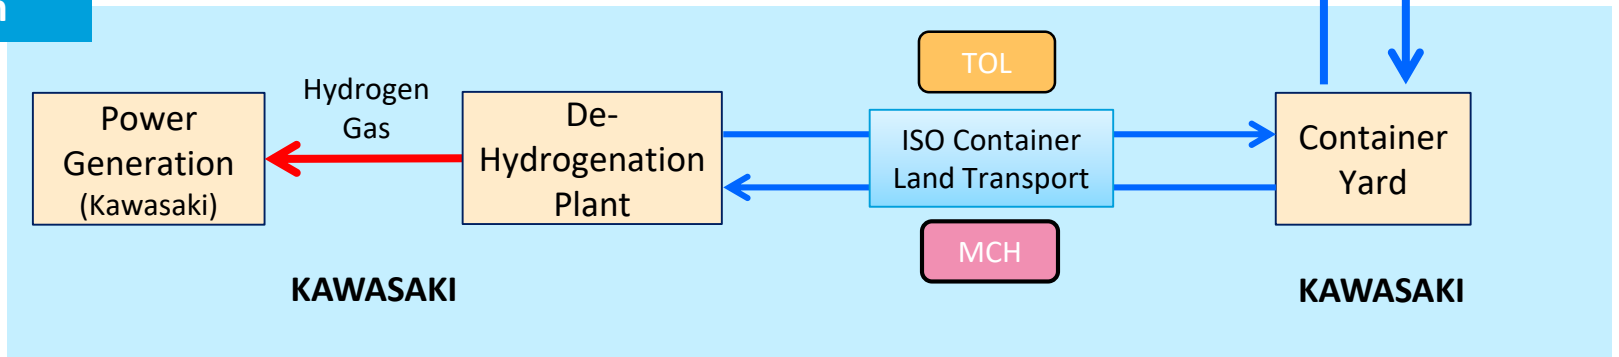 Power
Generation
(Kawasaki)
Hydrogen
Gas
De-
Hydrogenation
Plant
TOL
ISO Container
Land Transport
MCH
Container
Yard
KAWASAKI
KAWASAKI